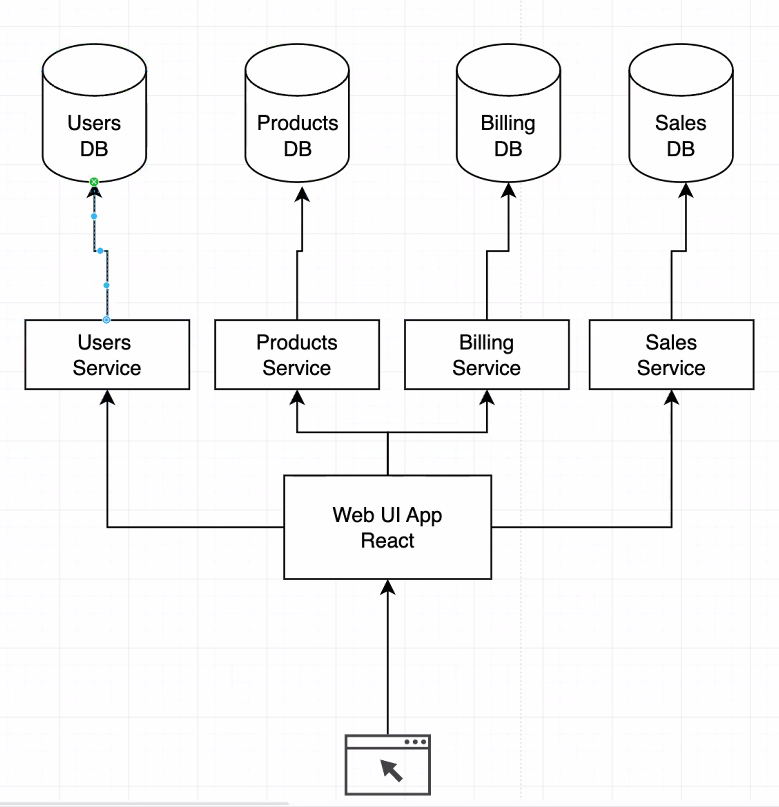 Users
DB
Products
DB
Billing
DB
Sales
DB
Users
Service
Products
Service
Billing
Service
Sales
Service
Web UI App
React